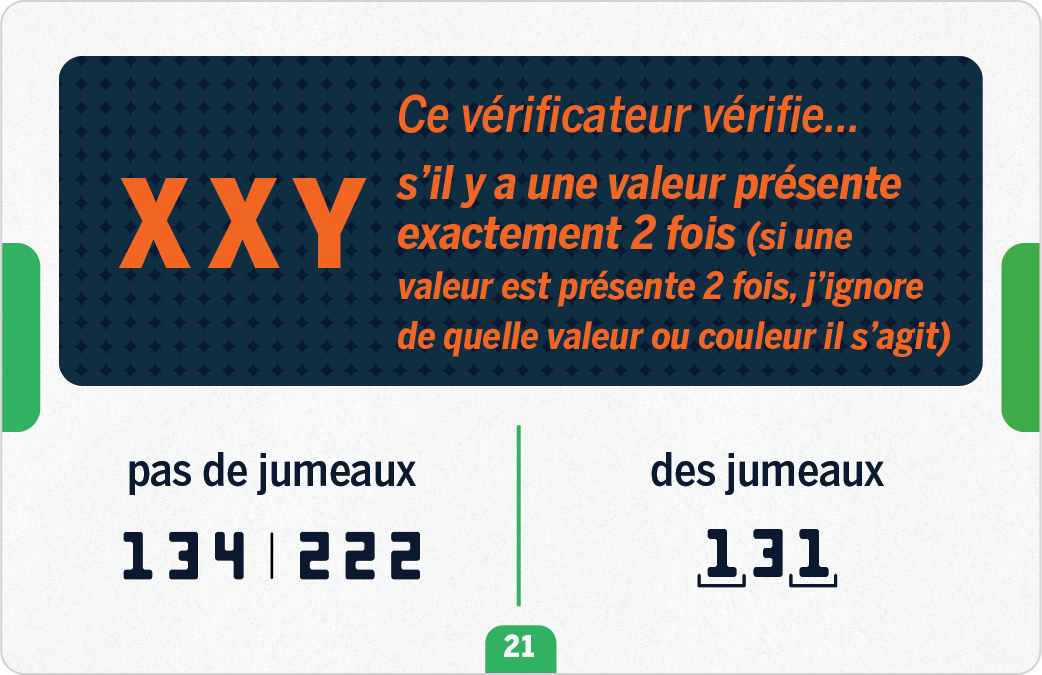 XXY
Ce vérificateur vérifie...
s’il y a une valeur présente
exactement 2 fois (si une
valeur est présente 2 fois, j’ignore
de quelle valeur ou couleur il s’agit)
pas de jumeaux
134 | 222
des jumeaux
131
21